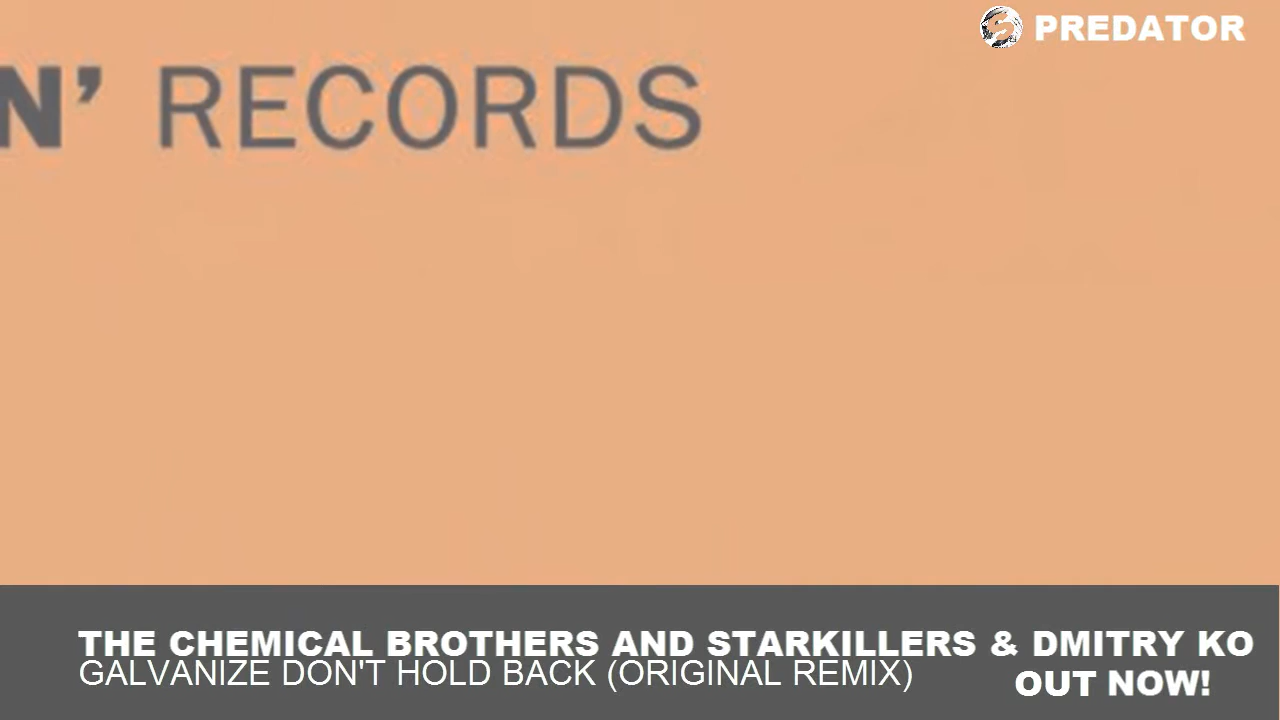 PREDATOR
N’ RECORDS
THE CHEMICAL BROTHERS AND STARKILLERS & DMITRY KO
GALVANIZE DON'T HOLD BACK (ORIGINAL REMIX)
OUT NOW!